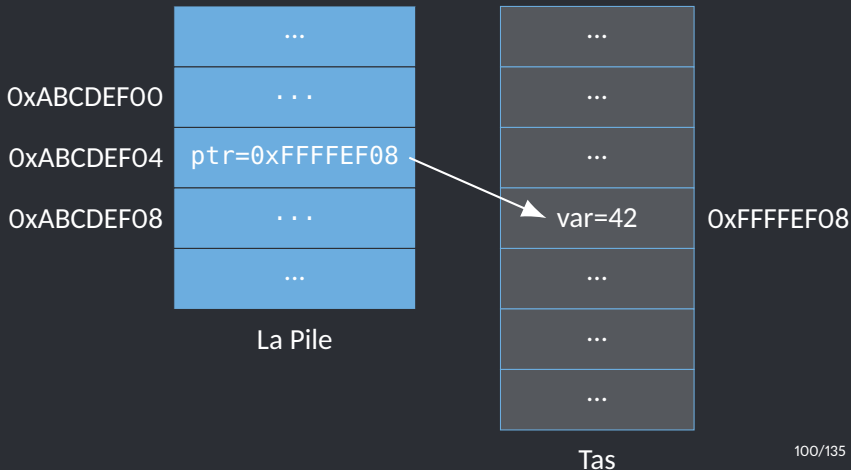 ...
...
0xABCDEF00
...
...
0xABCDEF04
ptr=0xFFFFEF08
...
0xABCDEF08
...
var=42
0xFFFFEF08
...
...
La Pile
...
...
Tas
100/135